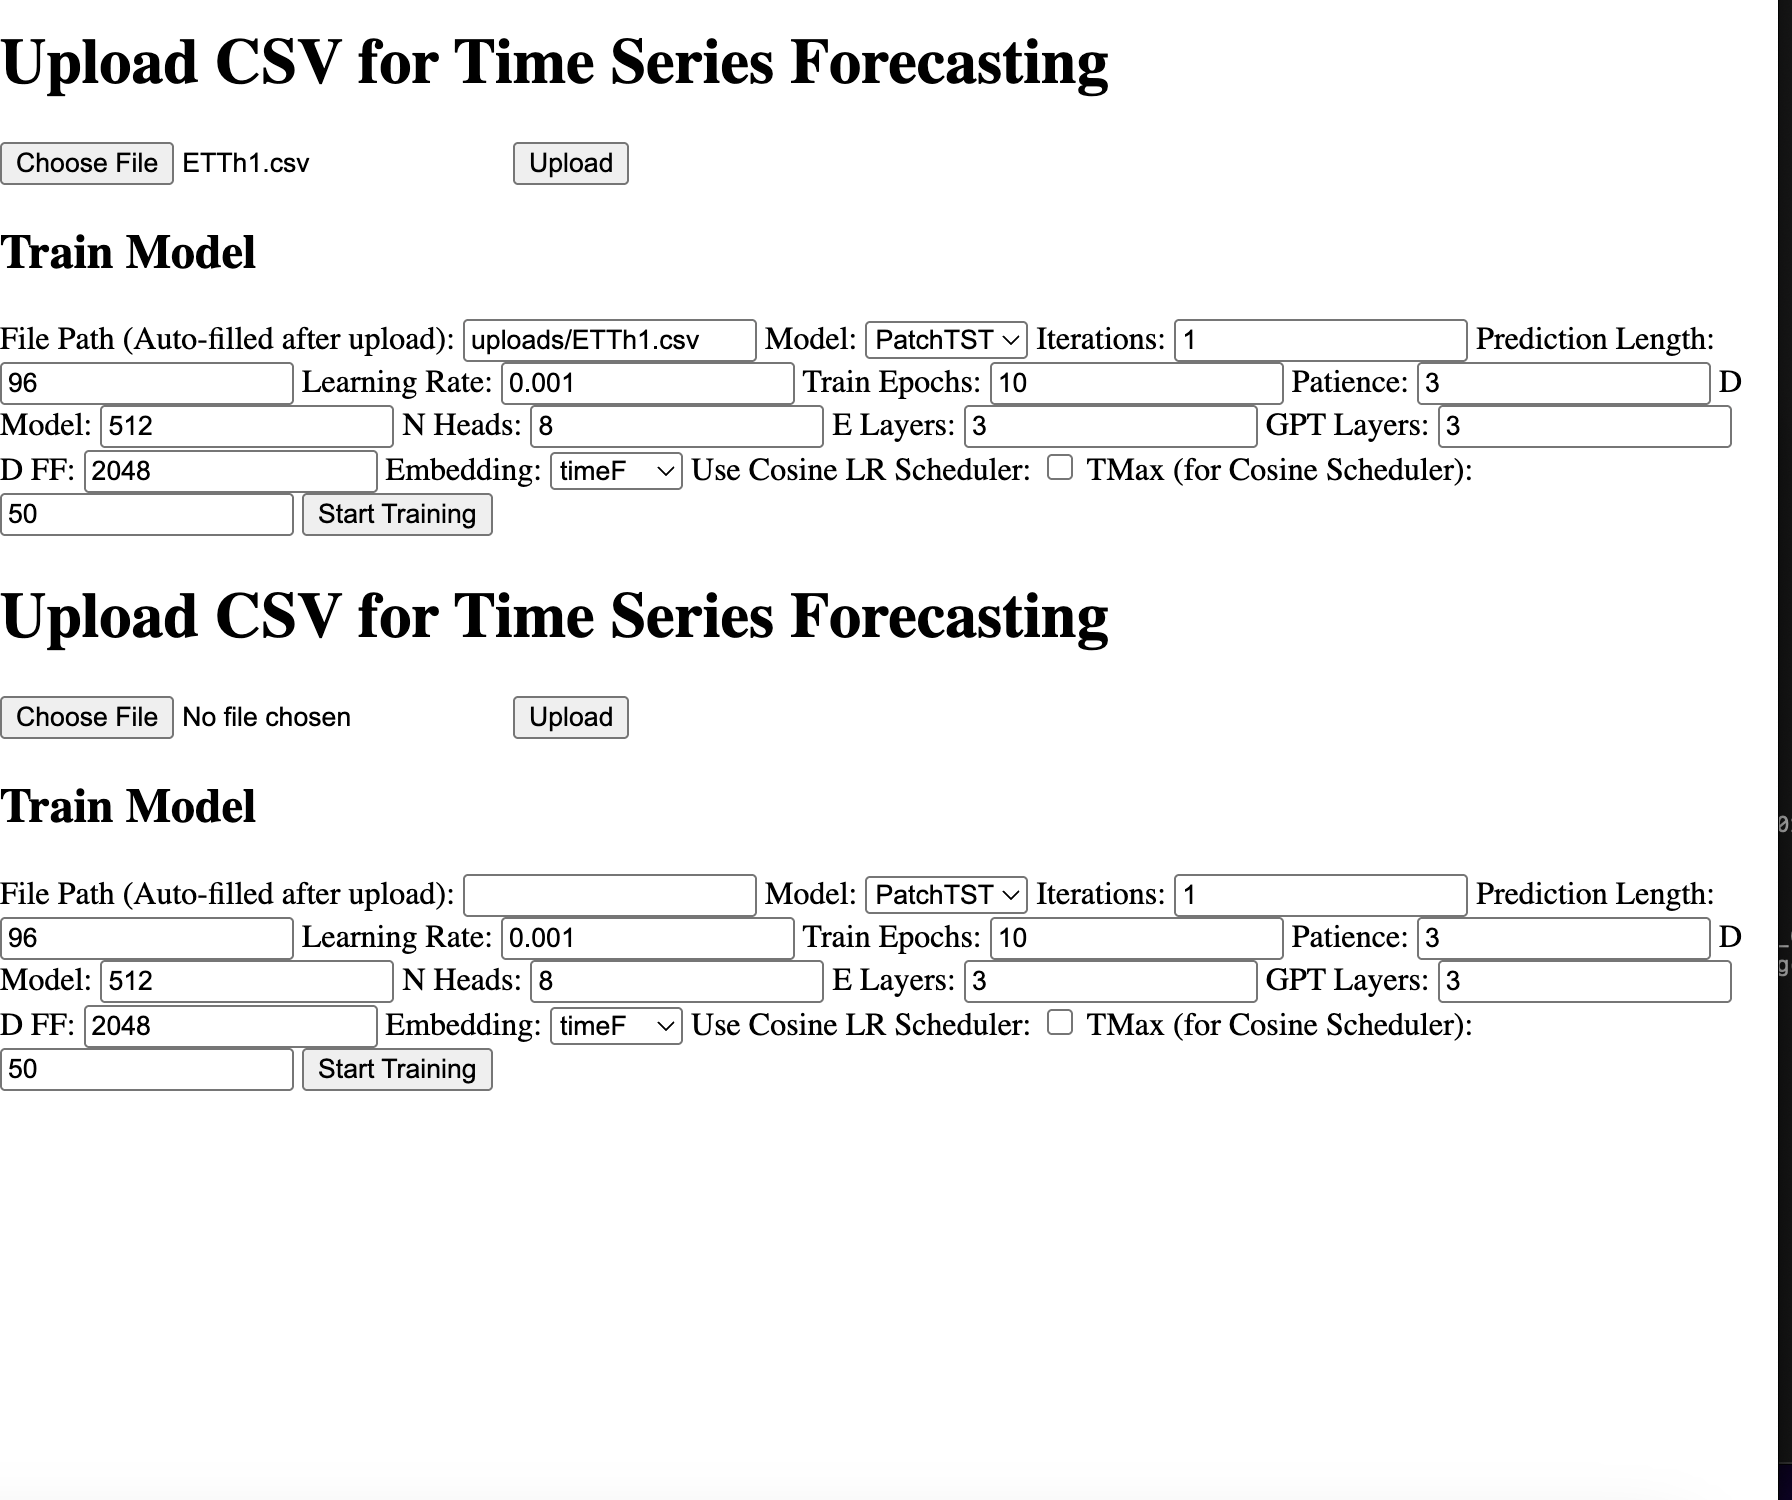 Upload CSV for Time Series Forecasting
Choose File ETTh1.csv Upload
Train Model
File Path (Auto-filled after upload): uploads/ETTh1.csv Model: PatchTST Iterations: 1 Prediction Length:
96 Learning Rate: 0.001 Train Epochs: 10 Patience: 3 D
Model: 512 N Heads: 8 E Layers: 3 GPT Layers: 3
D FF: 2048 Embedding: timeF Use Cosine LR Scheduler: TMax (for Cosine Scheduler):
50 Start Training
Upload CSV for Time Series Forecasting
Choose File No file chosen Upload
Train Model
File Path (Auto-filled after upload): Model: PatchTST Iterations: 1 Prediction Length:
96 Learning Rate: 0.001 Train Epochs: 10 Patience: 3 D
Model: 512 N Heads: 8 E Layers: 3 GPT Layers: 3
D FF: 2048 Embedding: timeF Use Cosine LR Scheduler: TMax (for Cosine Scheduler):
50 Start Training